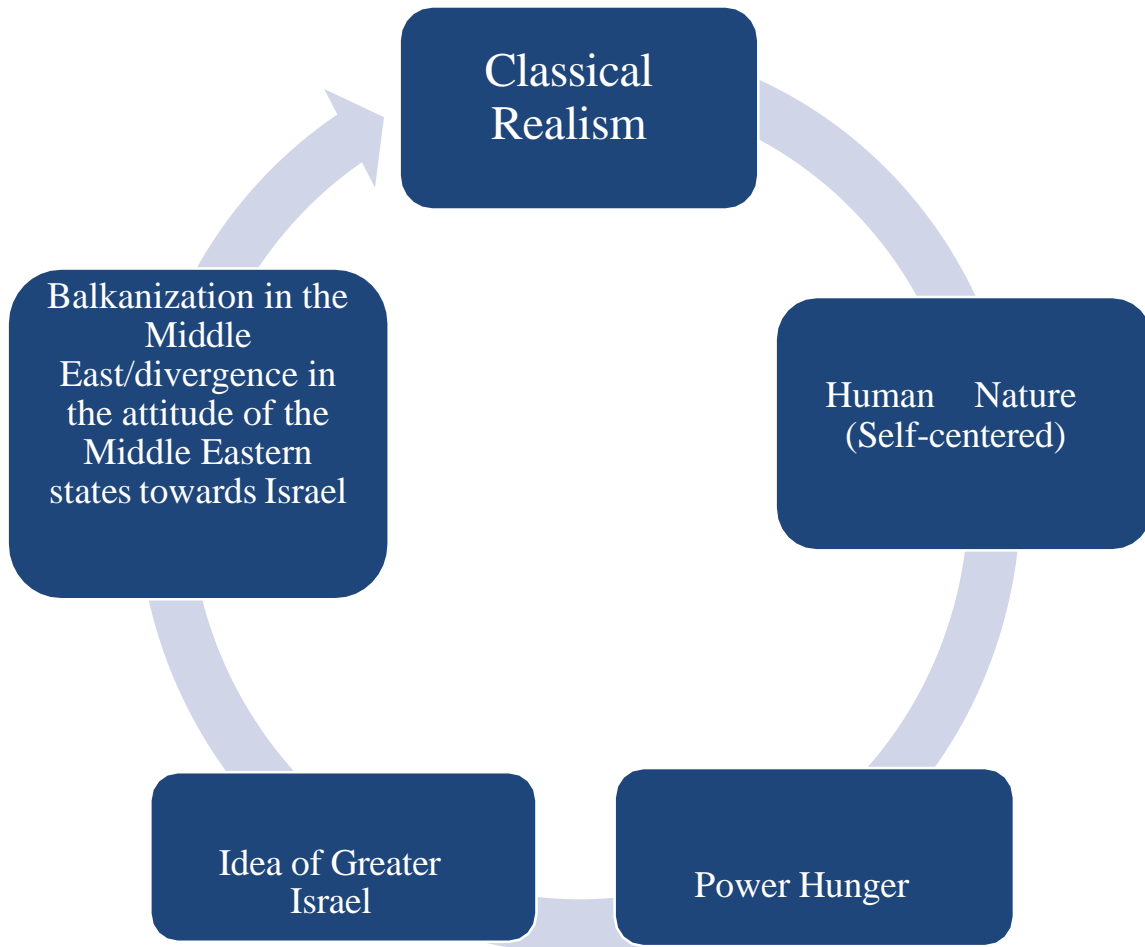 Classical
Realism
Human Nature
(Self-centered)
Power Hunger
Idea of Greater
Israel
Balkanization in the
Middle
East/divergence in
the attitude of the
Middle Eastern
states towards Israel